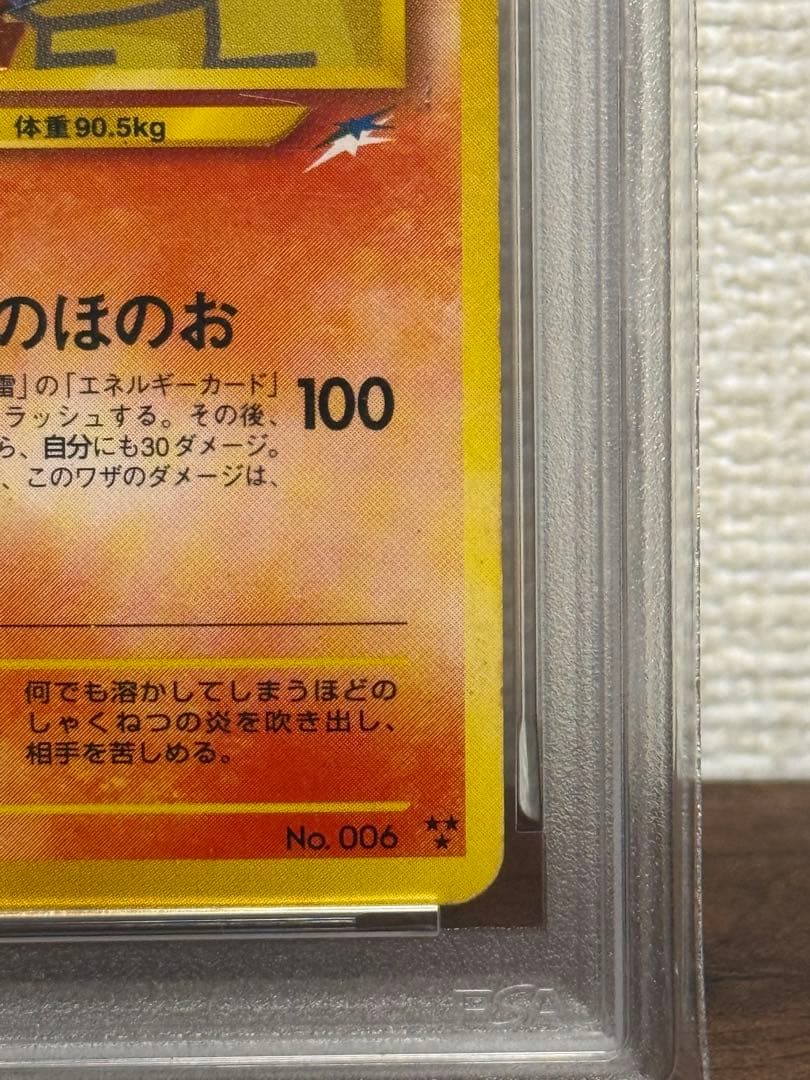 体重90.5kg
のほのお
雷」の「エネルギーカード」
ラッシュする。その後、
ら、自分にも30ダメージ。
、このワザのダメージは、
100
何でも溶かしてしまうほどの
しゃくねつの炎を吹き出し、
相手を苦しめる。
No. 006 ★★★
PSA